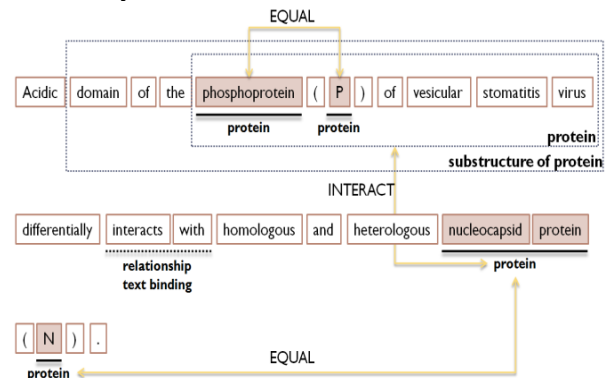 EQUAL
Acidic domain of the phosphoprotein ( P ) of vesicular stomatitis virus
protein protein
protein
substructure of protein
INTERACT
differentially interacts with homologous and heterologous nucleocapsid protein
relationship protein
text binding
( N ) .
EQUAL
protein